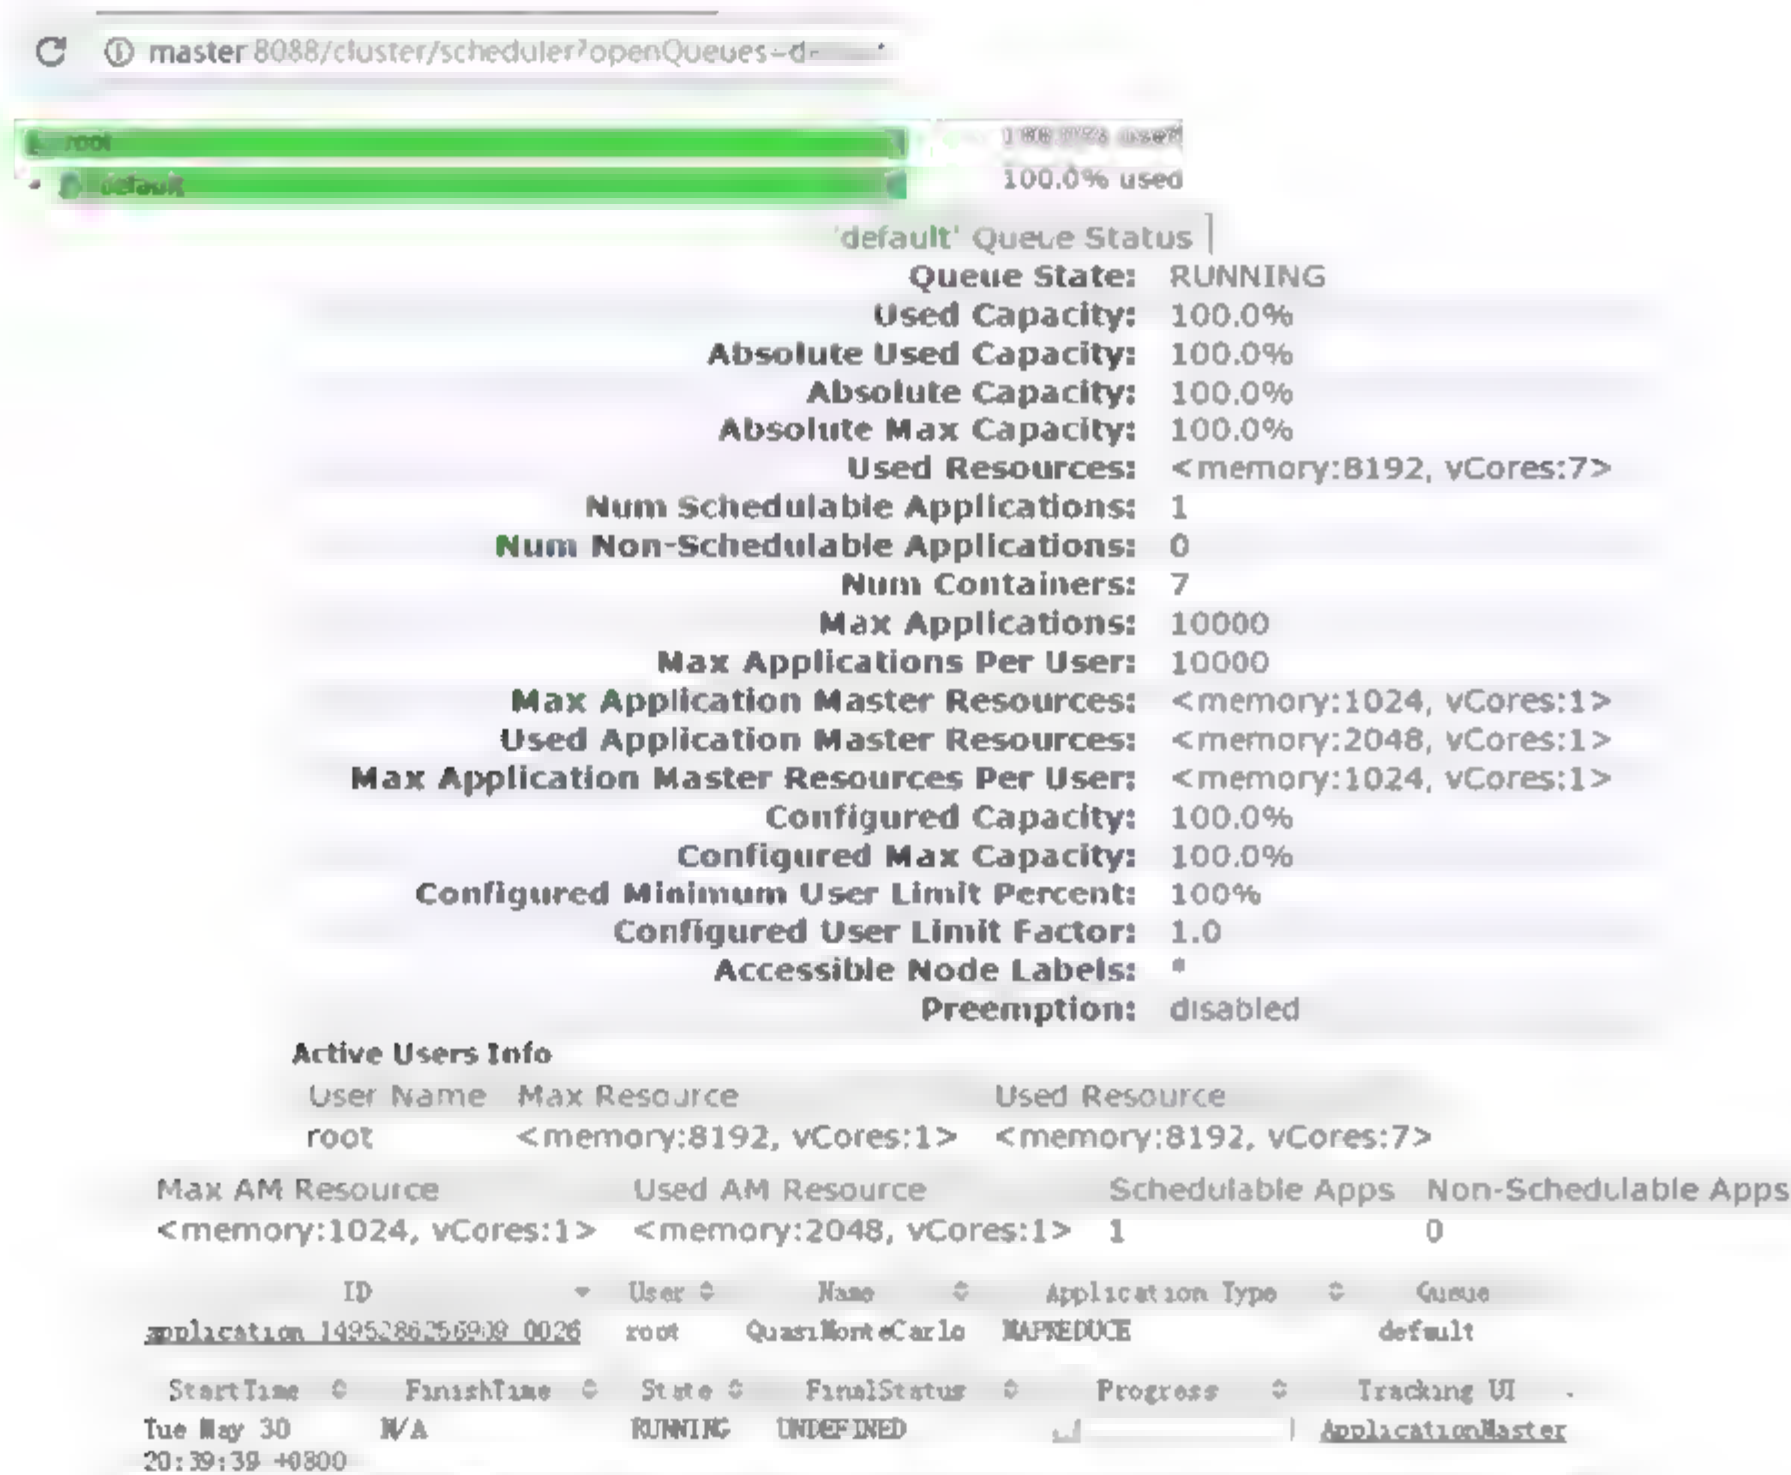 master:8088/cluster/scheduler?openQueues=d-
root
default 100.0% used
'default' Queue Status
Queue State: RUNNING
Used Capacity: 100.0%
Absolute Used Capacity: 100.0%
Absolute Capacity: 100.0%
Absolute Max Capacity: 100.0%
Used Resources: <memory:8192, vCores:7>
Num Schedulable Applications: 1
Num Non-Schedulable Applications: 0
Num Containers: 7
Max Applications: 10000
Max Applications Per User: 10000
Max Application Master Resources: <memory:1024, vCores:1>
Used Application Master Resources: <memory:2048, vCores:1>
Max Application Master Resources Per User: <memory:1024, vCores:1>
Configured Capacity: 100.0%
Configured Max Capacity: 100.0%
Configured Minimum User Limit Percent: 100%
Configured User Limit Factor: 1.0
Accessible Node Labels: *
Preemption: disabled
Active Users Info
User Name Max Resource Used Resource
root <memory:8192, vCores:1> <memory:8192, vCores:7>
Max AM Resource Used AM Resource Schedulable Apps Non-Schedulable Apps
<memory:1024, vCores:1> <memory:2048, vCores:1> 1 0
ID User Name Application Type Queue
application_1495286256909_0026 root QuasiMonteCarlo MAPREDUCE default
StartTime FinishTime State FinalStatus Progress Tracking UI
Tue May 30 N/A RUNNING UNDEFINED ApplicationMaster
20:39:39 +0800